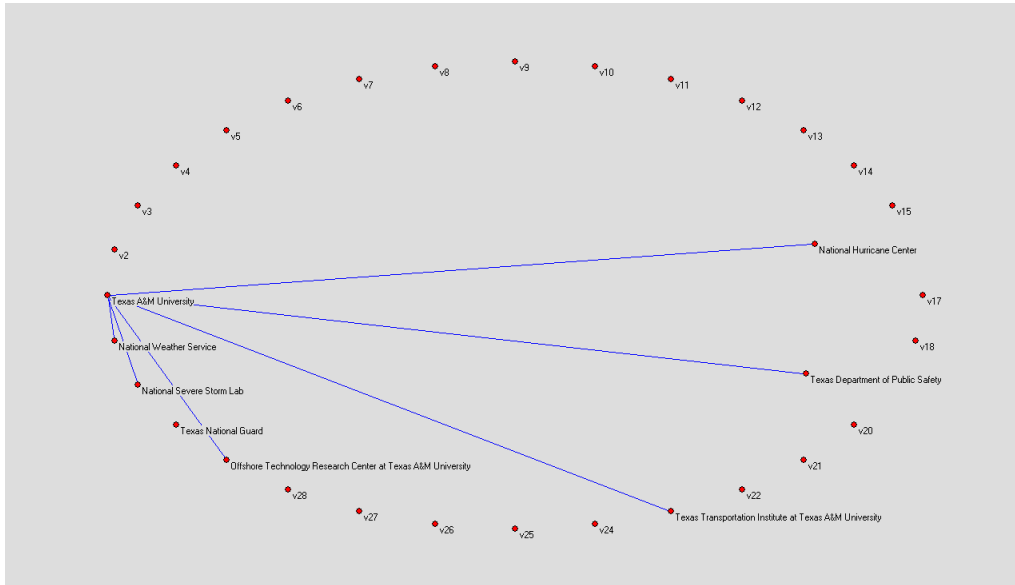 v9
v8
v10
v7
v11
v6
v12
v5
v13
v4
v14
v3
v15
v2
National Hurricane Center
Texas A&M University
v17
National Weather Service
v18
Texas Department of Public Safety
National Severe Storm Lab
Texas National Guard
v20
Offshore Technology Research Center at Texas A&M University
v21
v28
v22
v27
Texas Transportation Institute at Texas A&M University
v26
v24
v25